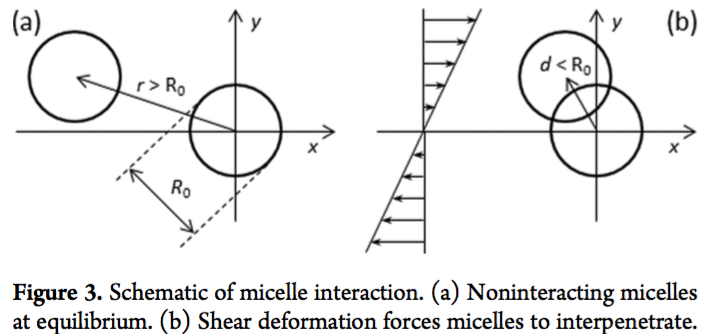 (a)
y
r > R₀
x
R₀
(b)
y
d < R₀
x
Figure 3. Schematic of micelle interaction. (a) Noninteracting micelles
at equilibrium. (b) Shear deformation forces micelles to interpenetrate.